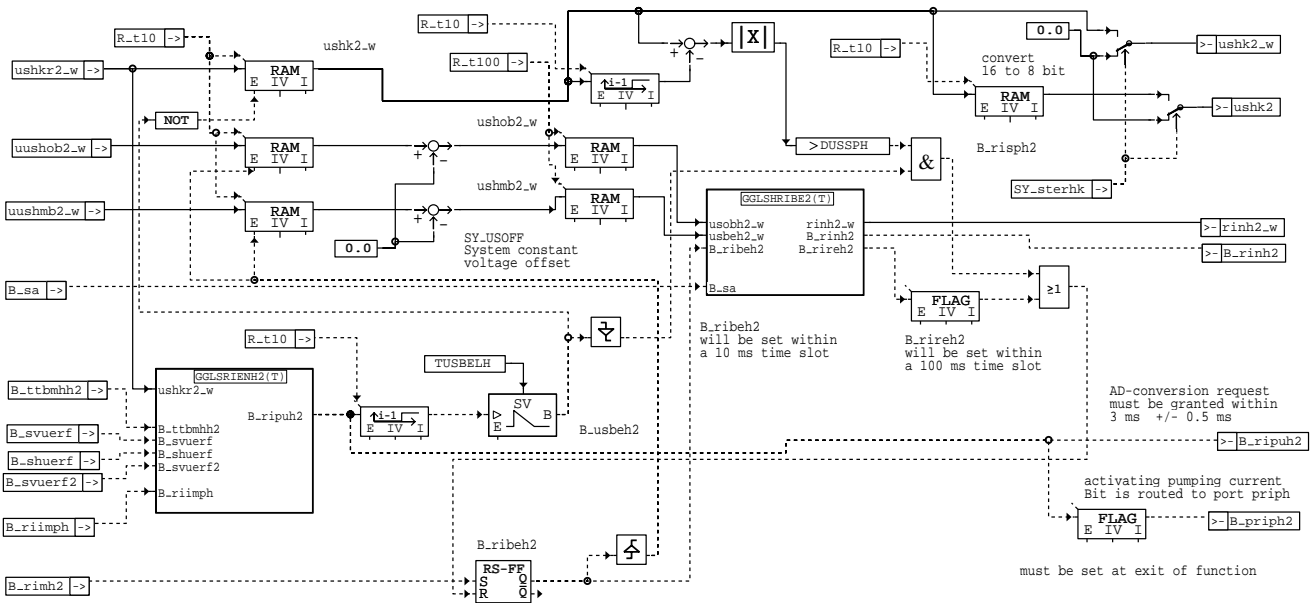 R_t10 ->
ushkr2_w ->
ushk2_w
RAM
E IV I
NOT
R_t10 ->
R_t100 ->
i-1
E IV I
+
−
|X|
R_t10 ->
convert
16 to 8 bit
RAM
E IV I
0.0
>- ushk2_w
>- ushk2
uushob2_w ->
RAM
E IV I
+
−
ushob2_w
RAM
E IV I
>DUSSPH
&
B_risph2
SY_sterhk ->
uushmb2_w ->
RAM
E IV I
+
−
ushmb2_w
RAM
E IV I
0.0
SY_USOFF
System constant
voltage offset
GGLSHRIBE2(T)
usobh2_w
usbeh2_w
B_ribeh2
B_sa
rinh2_w
B_rinh2
B_rireh2
>- rinh2_w
>- B_rinh2
B_sa ->
FLAG
E IV I
≥1
B_ribeh2
will be set within
a 10 ms time slot
B_rireh2
will be set within
a 100 ms time slot
R_t10 ->
TUSBELH
GGLSRIENH2(T)
ushkr2_w
B_ttbmhh2
B_svuerf
B_shuerf
B_svuerf2
B_riimph
B_ripuh2
B_ttbmhh2 ->
B_svuerf ->
B_shuerf ->
B_svuerf2 ->
B_riimph ->
i-1
E IV I
SV
B
E
B_usbeh2
AD-conversion request
must be granted within
3 ms +/- 0.5 ms
>- B_ripuh2
activating pumping current
Bit is routed to port priph
FLAG
E IV I
>- B_priph2
must be set at exit of function
B_rimh2 ->
B_ribeh2
RS-FF
S Q
R Q